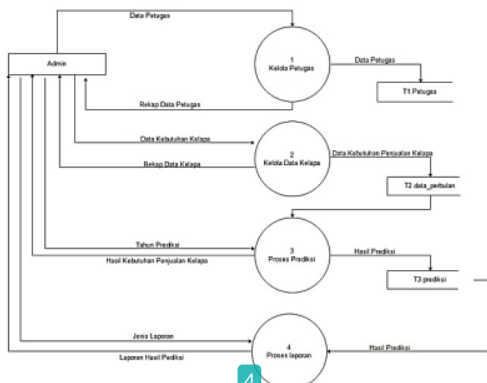 Data Petugas
Admin
1
Kelola Petugas
Data Petugas
T1 Petugas
Rekap Data Petugas
Data Kebutuhan Kelapa
2
Kelola Data Kelapa
Data Kebutuhan Penjualan Kelapa
Rekap Data Kelapa
T2 data_perbulan
Tahun Prediksi
3
Proses Prediksi
Hasil Prediksi
Hasil Kebutuhan Penjualan Kelapa
T3 prediksi
Jenis Laporan
4
Proses laporan
Hasil Prediksi
Laporan Hasil Pediksi
4